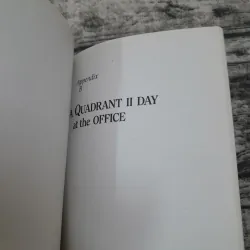 Appendix
B
A QUADRANT II DAY
at the OFFICE